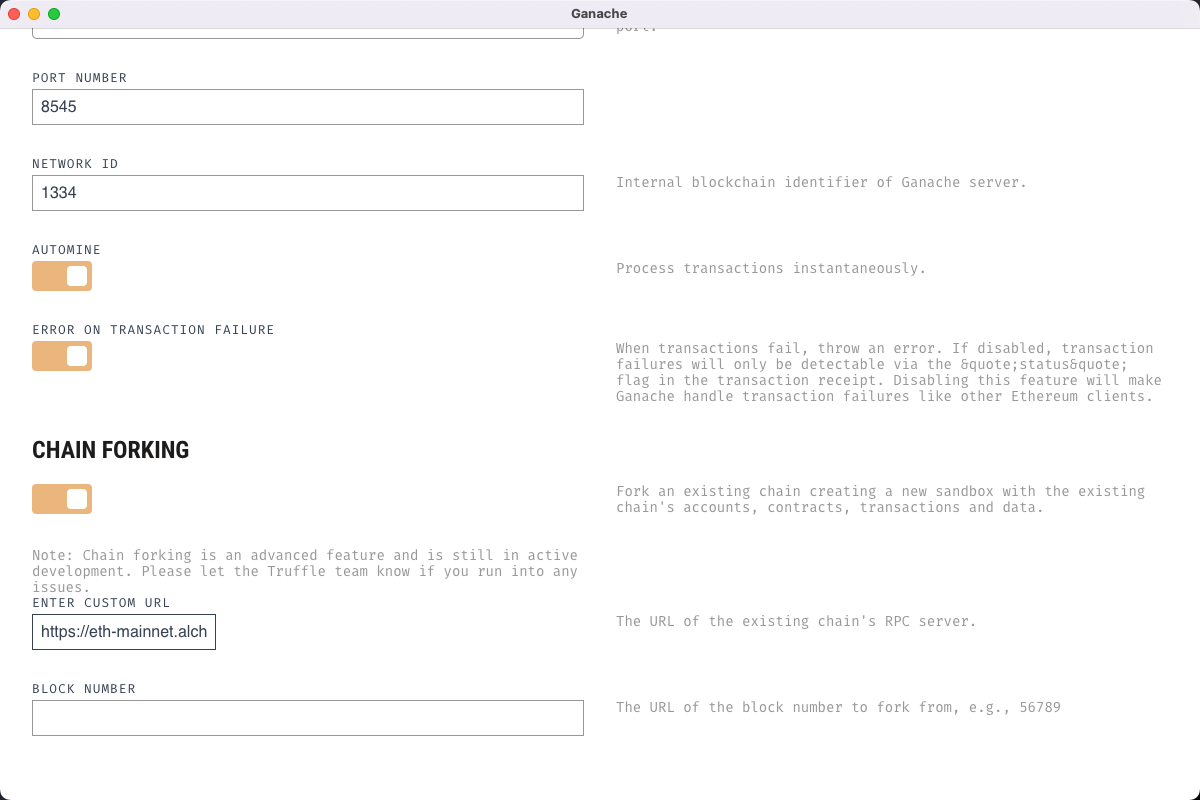 Ganache
port.
PORT NUMBER
8545
NETWORK ID
1334
Internal blockchain identifier of Ganache server.
AUTOMINE
Process transactions instantaneously.
ERROR ON TRANSACTION FAILURE
When transactions fail, throw an error. If disabled, transaction
failures will only be detectable via the &quote;status&quote;
flag in the transaction receipt. Disabling this feature will make
Ganache handle transaction failures like other Ethereum clients.
CHAIN FORKING
Fork an existing chain creating a new sandbox with the existing
chain's accounts, contracts, transactions and data.
Note: Chain forking is an advanced feature and is still in active
development. Please let the Truffle team know if you run into any
issues.
ENTER CUSTOM URL
https://eth-mainnet.alch
The URL of the existing chain's RPC server.
BLOCK NUMBER
The URL of the block number to fork from, e.g., 56789